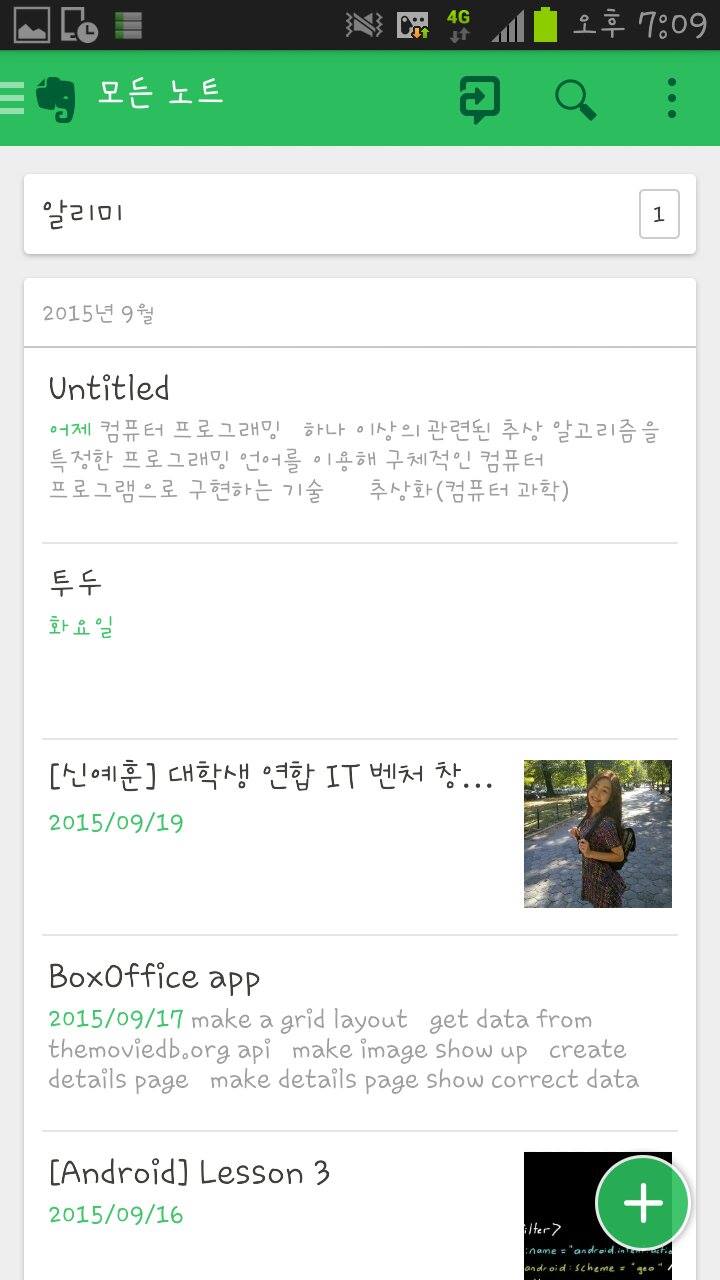 4G
오후 7:09
모든 노트
알리미
1
2015년 9월
Untitled
어제 컴퓨터 프로그래밍 하나 이상의 관련된 추상 알고리즘을
특정한 프로그래밍 언어를 이용해 구체적인 컴퓨터
프로그램으로 구현하는 기술 추상화(컴퓨터 과학)
투두
화요일
[신예훈] 대학생 연합 IT 벤처 창...
2015/09/19
BoxOffice app
2015/09/17 make a grid layout get data from
themoviedb.org api make image show up create
details page make details page show correct data
[Android] Lesson 3
2015/09/16
ilter>
:name = "android.intent.actio
android:scheme = "geo" /